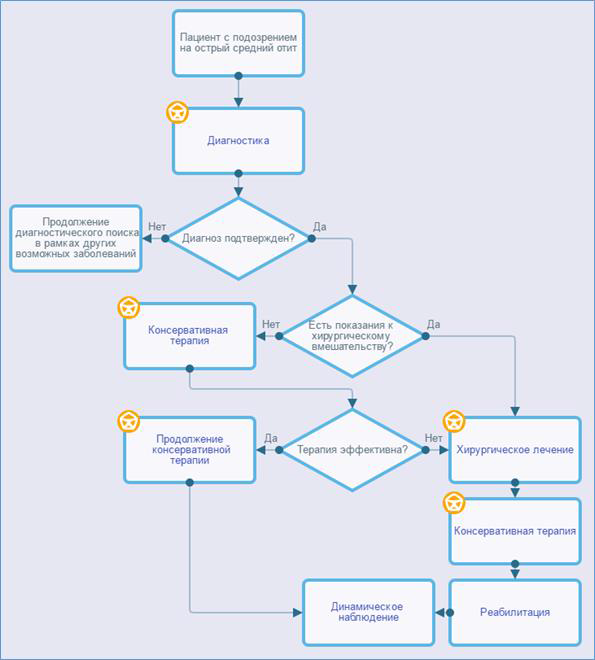 Пациент с подозрением
на острый средний отит
Диагностика
Диагноз подтвержден?
Нет
Да
Продолжение
диагностического поиска
в рамках других
возможных заболеваний
Есть показания к
хирургическому
вмешательству?
Нет
Да
Консервативная
терапия
Терапия эффективна?
Да
Нет
Продолжение
консервативной
терапии
Хирургическое лечение
Консервативная терапия
Реабилитация
Динамическое
наблюдение